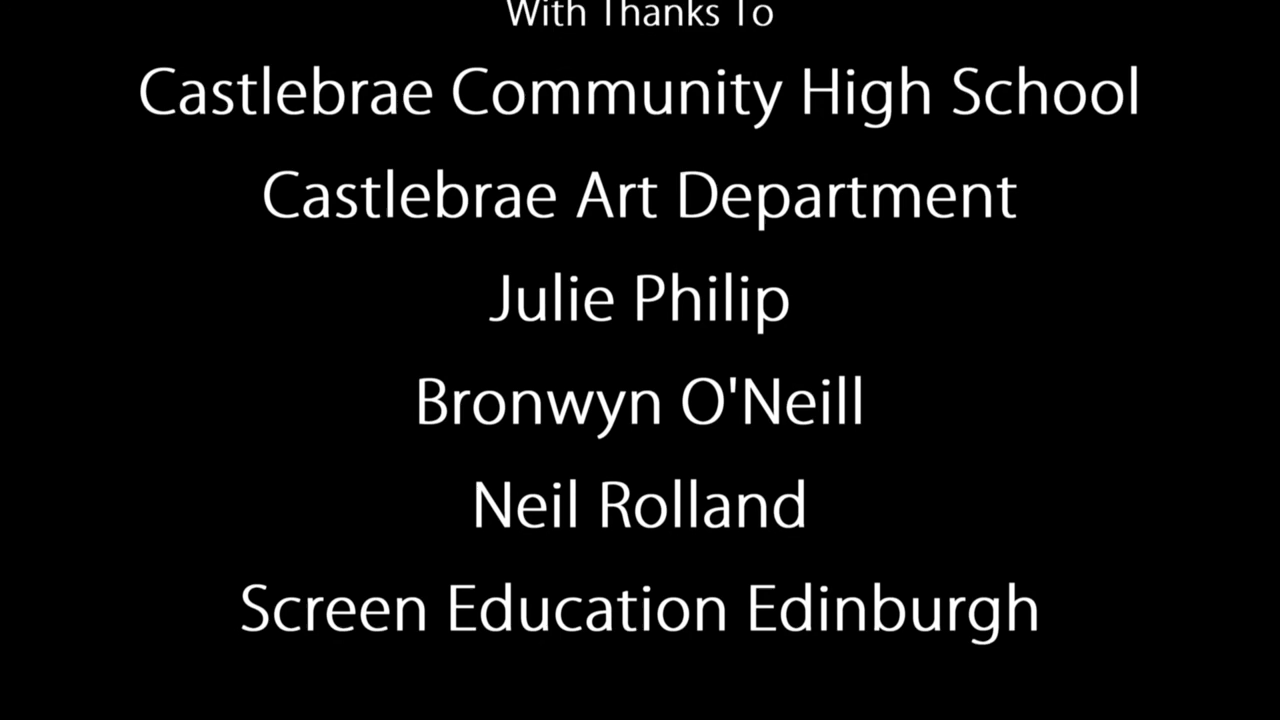 With Thanks To
Castlebrae Community High School
Castlebrae Art Department
Julie Philip
Bronwyn O'Neill
Neil Rolland
Screen Education Edinburgh